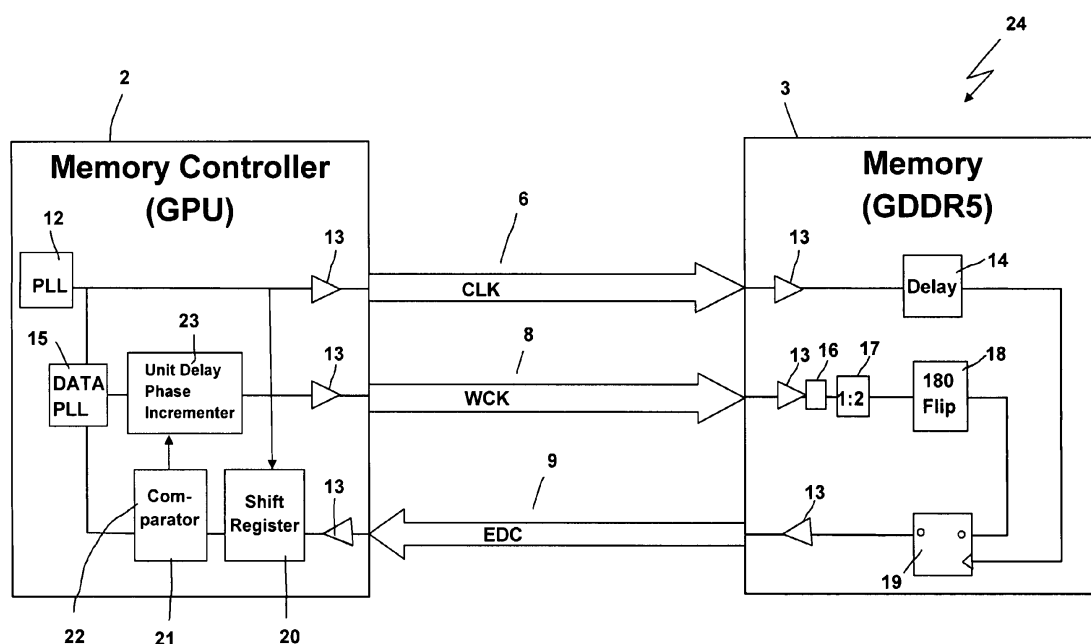 24
2
3
Memory Controller
(GPU)
Memory
(GDDR5)
6
12
13
13
14
PLL
CLK
Delay
23
15
8
13
13
16
17
18
DATA
PLL
Unit Delay
Phase
Incrementer
WCK
1:2
180
Flip
9
13
13
Com-
parator
Shift
Register
EDC
19
22
21
20